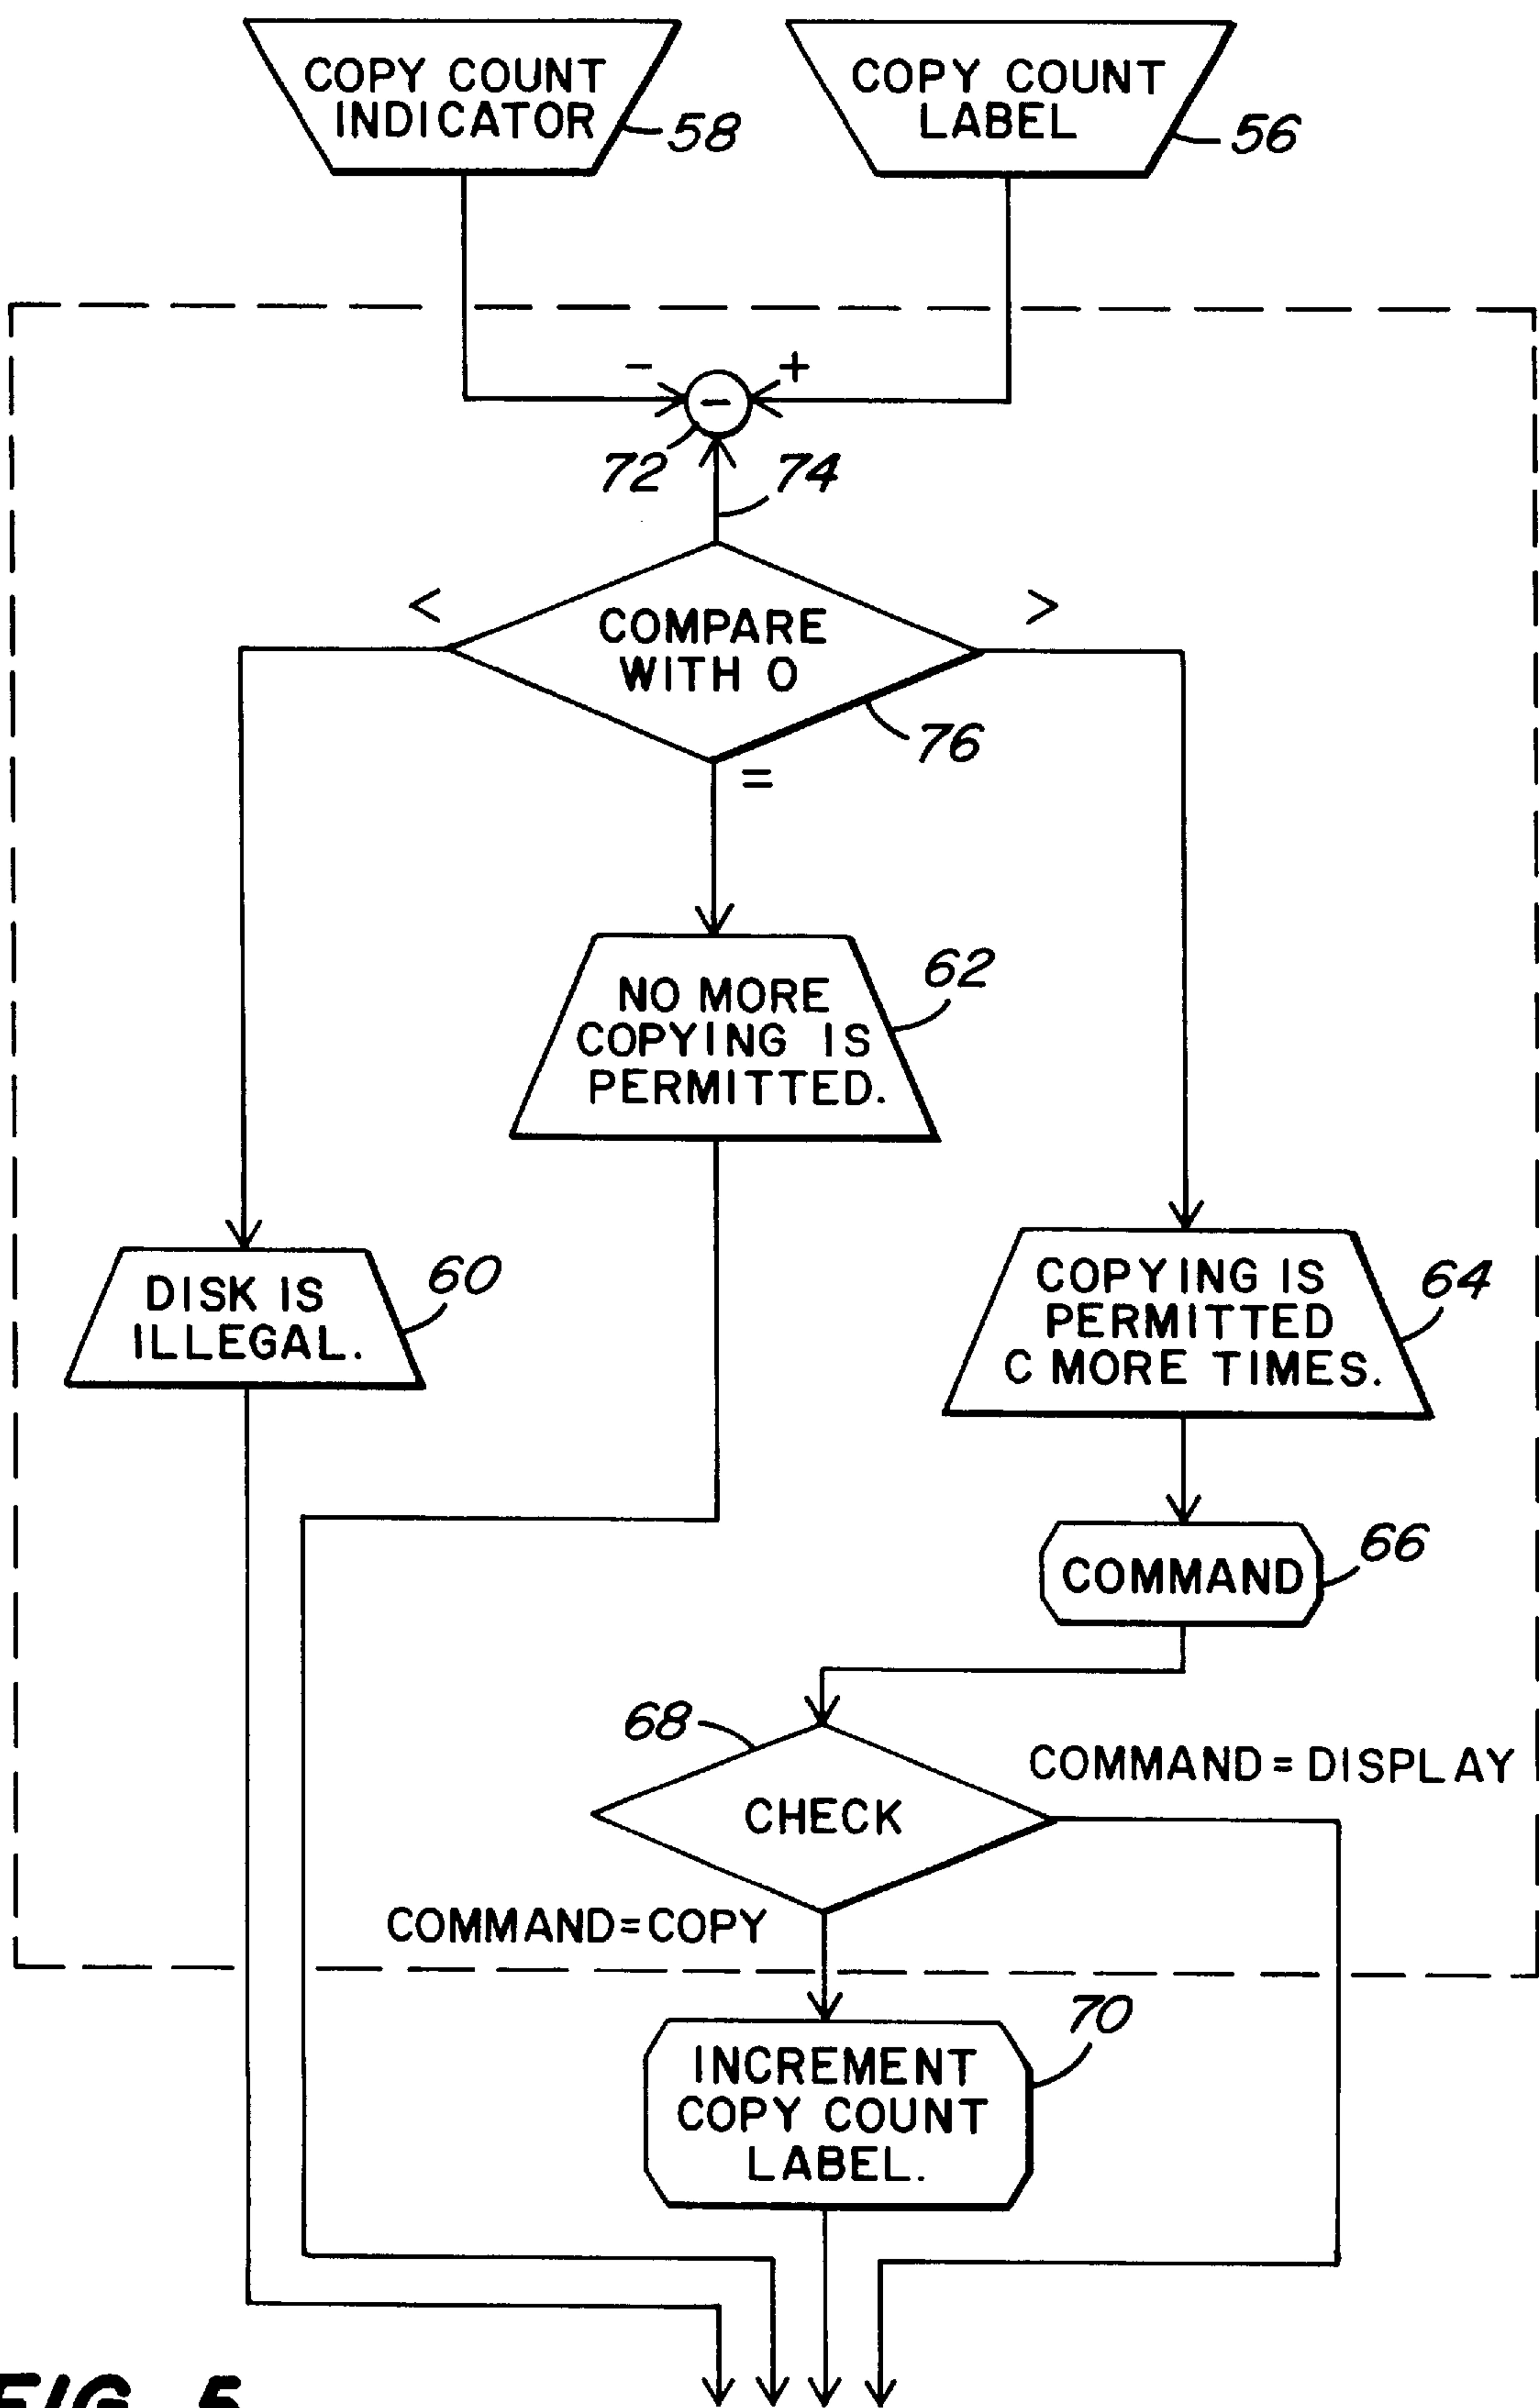 COPY COUNT
INDICATOR
58
COPY COUNT
LABEL
56
- +
-
72
74
< >
COMPARE
WITH 0
76
=
NO MORE
COPYING IS
PERMITTED.
62
DISK IS
ILLEGAL.
60
COPYING IS
PERMITTED
C MORE TIMES.
64
COMMAND
66
68
COMMAND=DISPLAY
CHECK
COMMAND=COPY
70
INCREMENT
COPY COUNT
LABEL.
FIG. 5